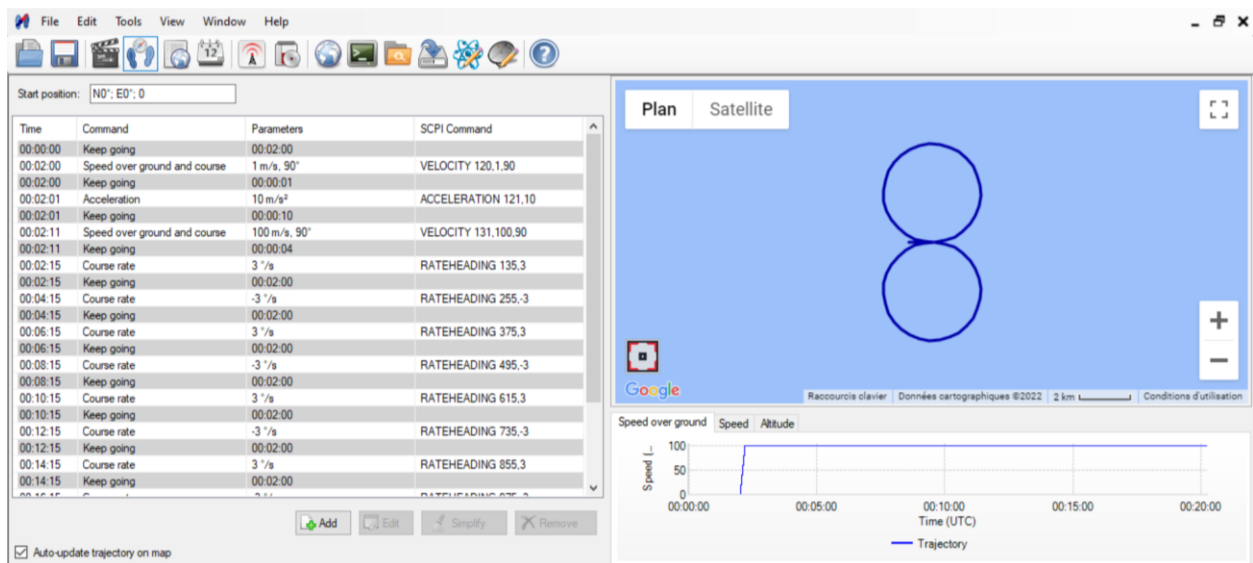 File Edit Tools View Window Help
12
Start position: N0°; E0°; 0
Time Command Parameters SCPI Command
00:00:00 Keep going 00:02:00
00:02:00 Speed over ground and course 1 m/s, 90° VELOCITY 120,1,90
00:02:00 Keep going 00:00:01
00:02:01 Acceleration 10 m/s² ACCELERATION 121,10
00:02:01 Keep going 00:00:10
00:02:11 Speed over ground and course 100 m/s, 90° VELOCITY 131,100,90
00:02:11 Keep going 00:00:04
00:02:15 Course rate 3 °/s RATEHEADING 135,3
00:02:15 Keep going 00:02:00
00:04:15 Course rate -3 °/s RATEHEADING 255,-3
00:04:15 Keep going 00:02:00
00:06:15 Course rate 3 °/s RATEHEADING 375,3
00:06:15 Keep going 00:02:00
00:08:15 Course rate -3 °/s RATEHEADING 495,-3
00:08:15 Keep going 00:02:00
00:10:15 Course rate 3 °/s RATEHEADING 615,3
00:10:15 Keep going 00:02:00
00:12:15 Course rate -3 °/s RATEHEADING 735,-3
00:12:15 Keep going 00:02:00
00:14:15 Course rate 3 °/s RATEHEADING 855,3
00:14:15 Keep going 00:02:00
Add Edit Simplify Remove
Auto-update trajectory on map
Plan Satellite
Google
Raccourcis clavier Données cartographiques ©2022 2 km Conditions d'utilisation
Speed over ground Speed Altitude
Speed (...
100
50
0
00:00:00 00:05:00 00:10:00 00:15:00 00:20:00
Time (UTC)
Trajectory